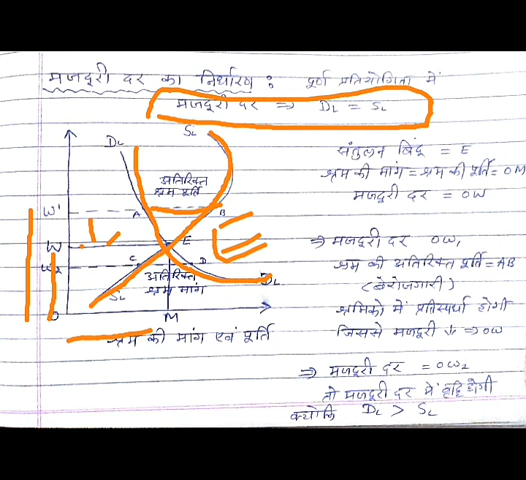 मजदूरी दर का निर्धारण : पूर्ण प्रतियोगिता में
मजदूरी दर ⇒ DL = SL
DL
SL
अतिरिक्त
श्रम पूर्ति
W'
A
B
W
E
W2
C
D
अतिरिक्त
श्रम मांग
SL
DL
O
M
श्रम की मांग एवं पूर्ति
संतुलन बिंदू = E
श्रम की मांग = श्रम की पूर्ति = OM
मजदूरी दर = OW
⇒ मजदूरी दर OW1
श्रम की अतिरिक्त पूर्ति = AB
(बेरोजगारी)
श्रमिको में प्रतिस्पर्धा होगी
जिससे मजदूरी ↓ ⇒ OW
⇒ मजदूरी दर = OW2
तो मजदूरी दर में वृद्दि होगी
क्योकि DL > SL